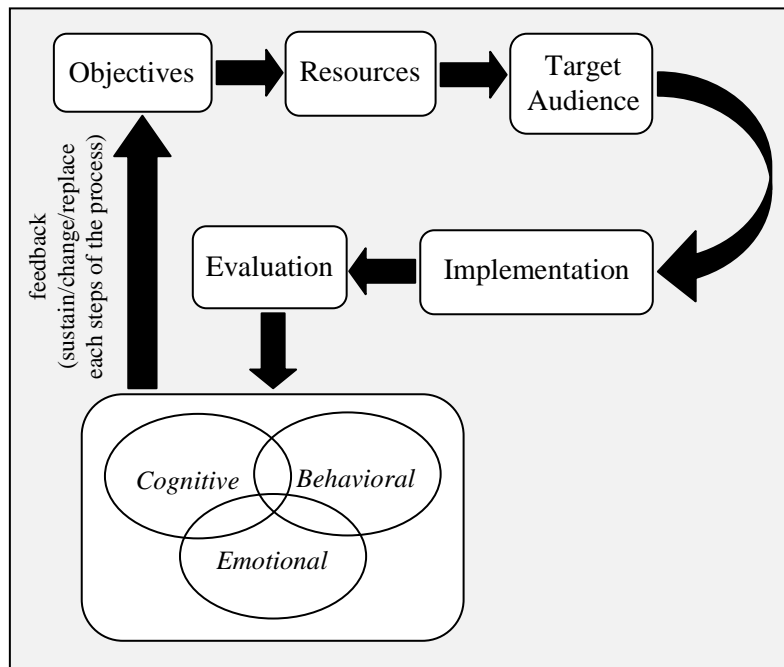 Objectives
Resources
Target
Audience
feedback
(sustain/change/replace
each steps of the process)
Evaluation
Implementation
Cognitive
Behavioral
Emotional